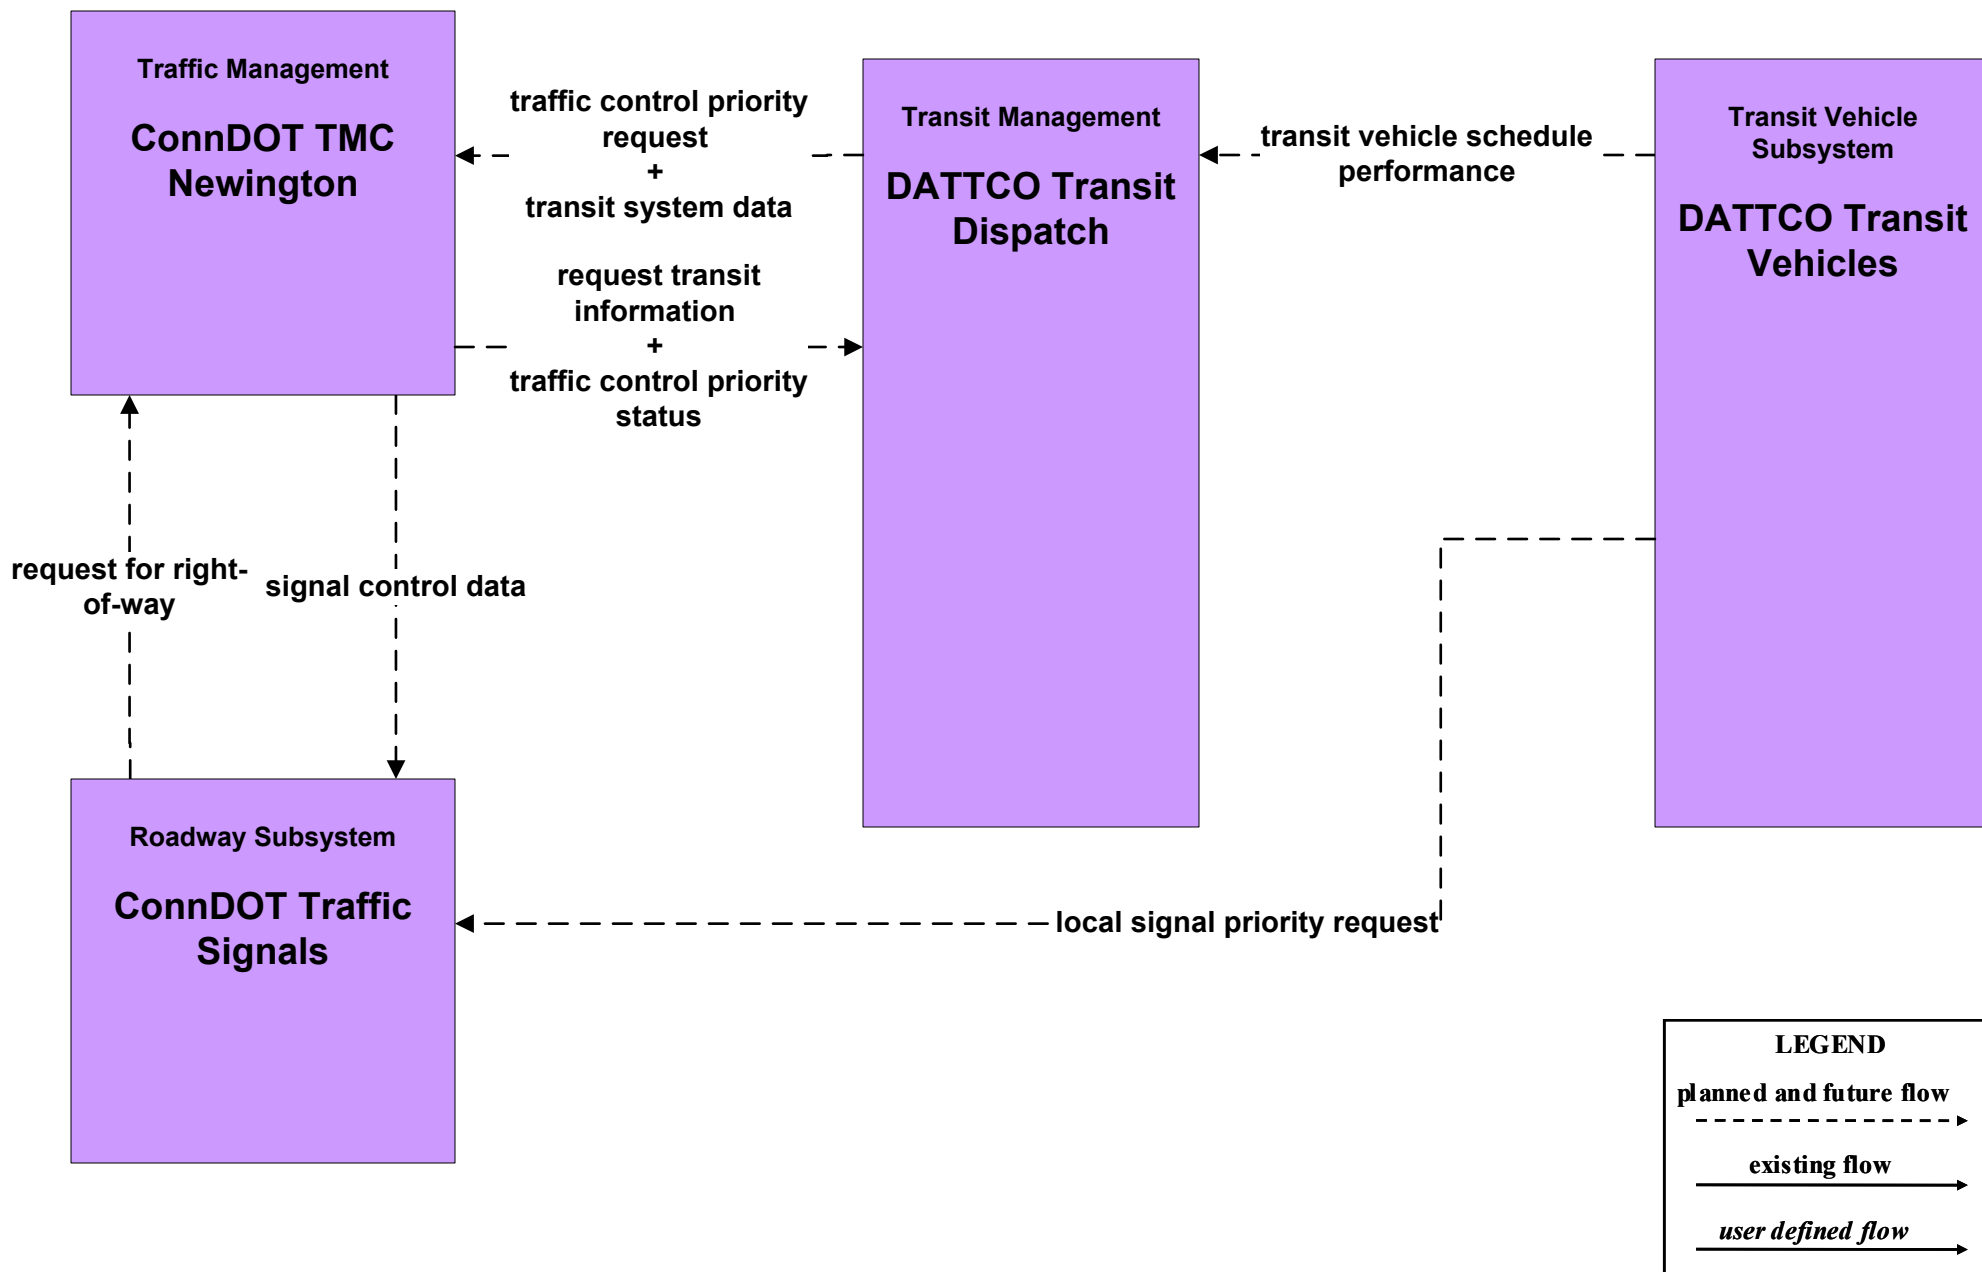 Traffic Management
ConnDOT TMC
Newington
traffic control priority
request
+
transit system data
request transit
information
+
traffic control priority
status
Transit Management
DATTCO Transit
Dispatch
transit vehicle schedule
performance
Transit Vehicle
Subsystem
DATTCO Transit
Vehicles
request for right-
of-way
signal control data
Roadway Subsystem
ConnDOT Traffic
Signals
local signal priority request
LEGEND
planned and future flow
existing flow
user defined flow